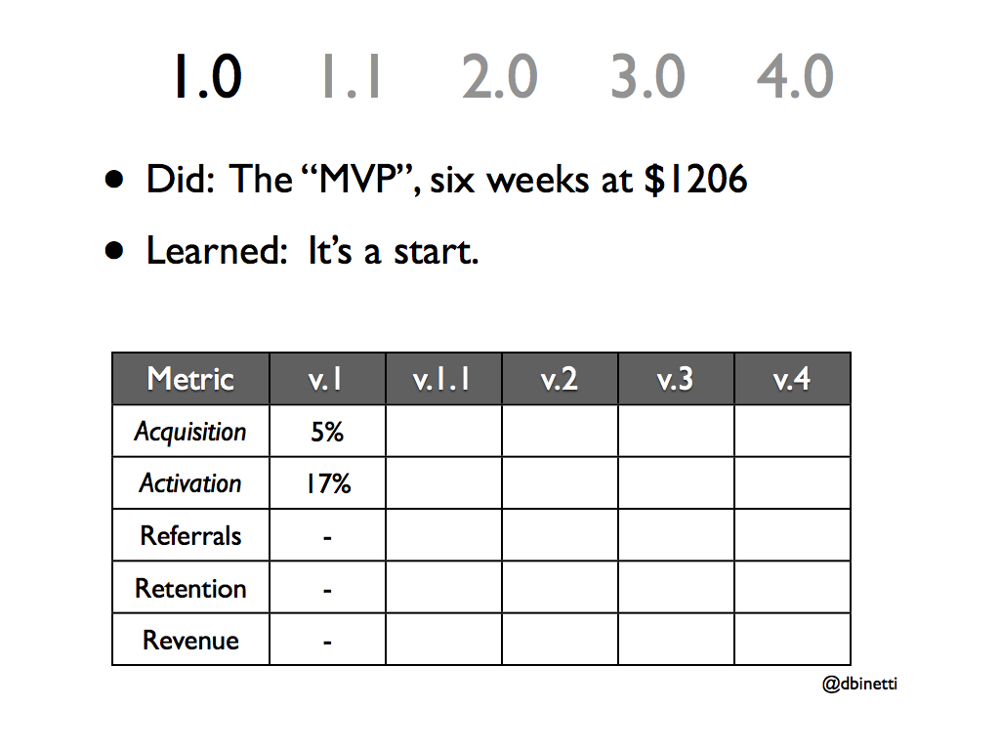 1.0 1.1 2.0 3.0 4.0
• Did: The “MVP”, six weeks at $1206
• Learned: It’s a start.
Metric v.1 v.1.1 v.2 v.3 v.4
Acquisition 5%
Activation 17%
Referrals -
Retention -
Revenue -
@dbinetti